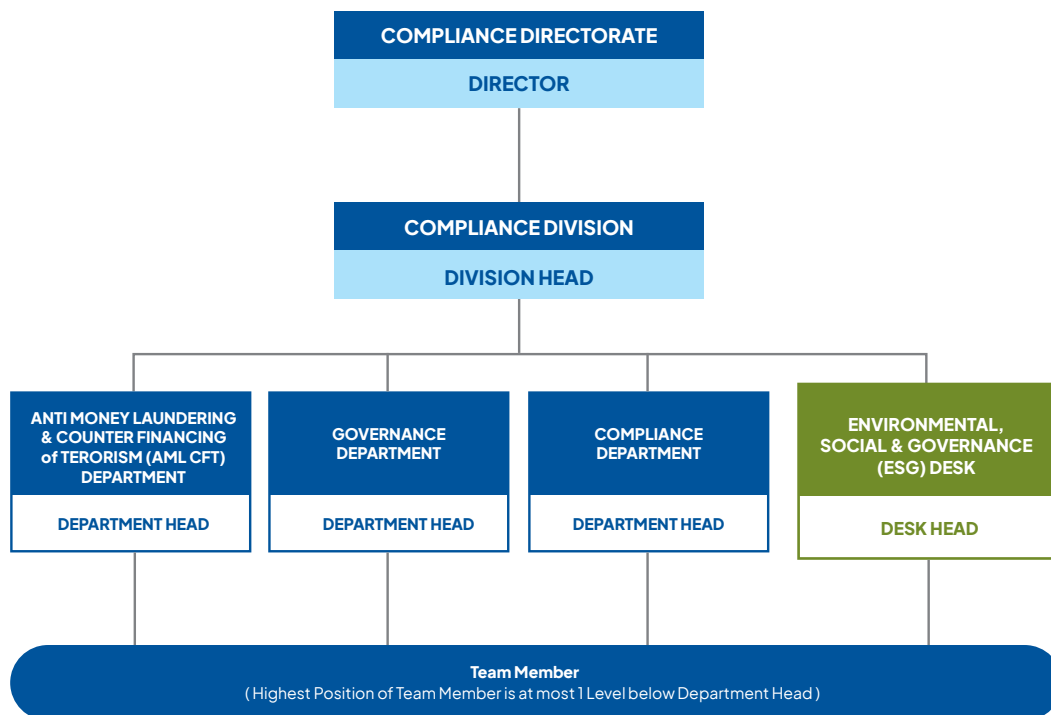 COMPLIANCE DIRECTORATE
DIRECTOR
COMPLIANCE DIVISION
DIVISION HEAD
ANTI MONEY LAUNDERING
& COUNTER FINANCING
of TERORISM (AML CFT)
DEPARTMENT
DEPARTMENT HEAD
GOVERNANCE
DEPARTMENT
DEPARTMENT HEAD
COMPLIANCE
DEPARTMENT
DEPARTMENT HEAD
ENVIRONMENTAL,
SOCIAL & GOVERNANCE
(ESG) DESK
DESK HEAD
Team Member
( Highest Position of Team Member is at most 1 Level below Department Head )